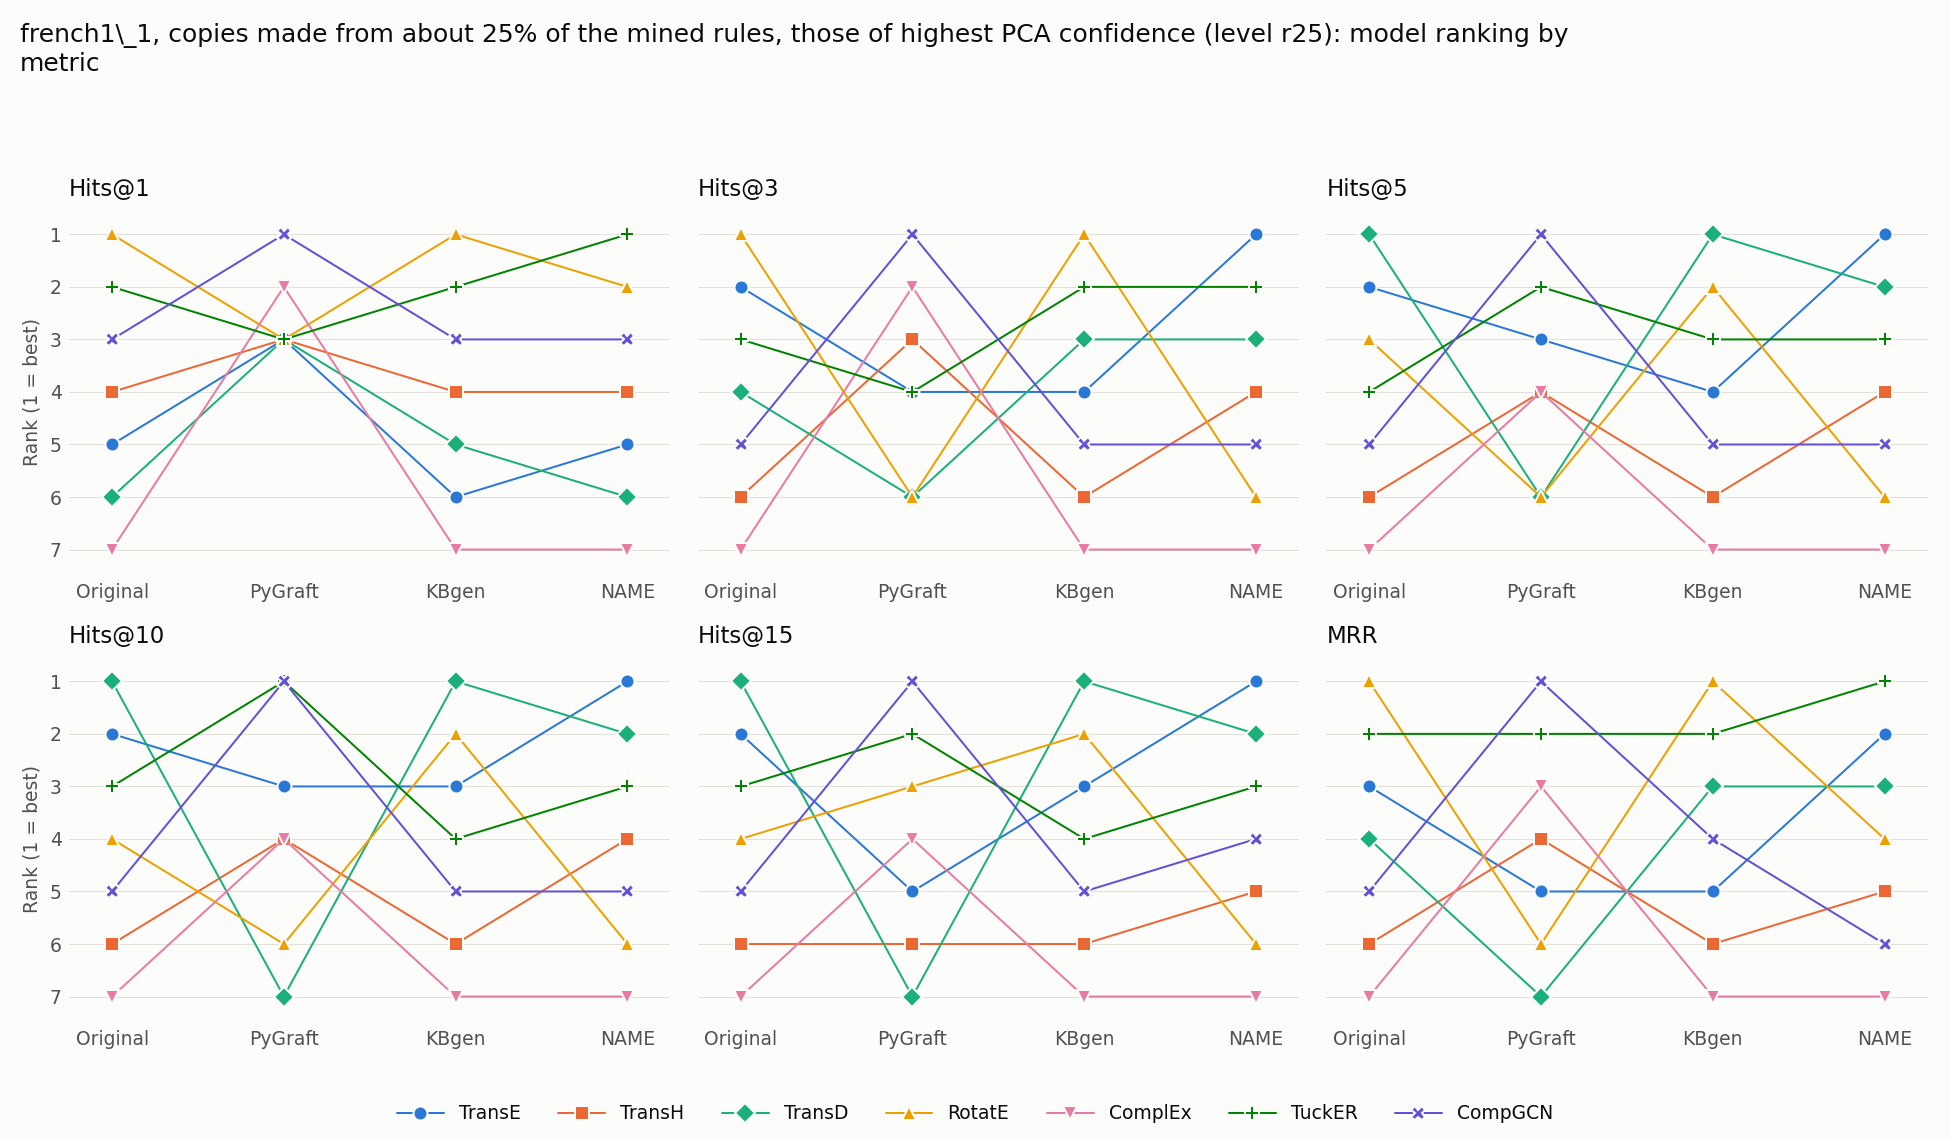 french1\_1, copies made from about 25% of the mined rules, those of highest PCA confidence (level r25): model ranking by
metric
Hits@1
Hits@3
Hits@5
Rank (1 = best)
1
2
3
4
5
6
7
Original PyGraft KBgen NAME
Original PyGraft KBgen NAME
Original PyGraft KBgen NAME
Hits@10
Hits@15
MRR
Rank (1 = best)
1
2
3
4
5
6
7
Original PyGraft KBgen NAME
Original PyGraft KBgen NAME
Original PyGraft KBgen NAME
TransE TransH TransD RotatE ComplEx TuckER CompGCN